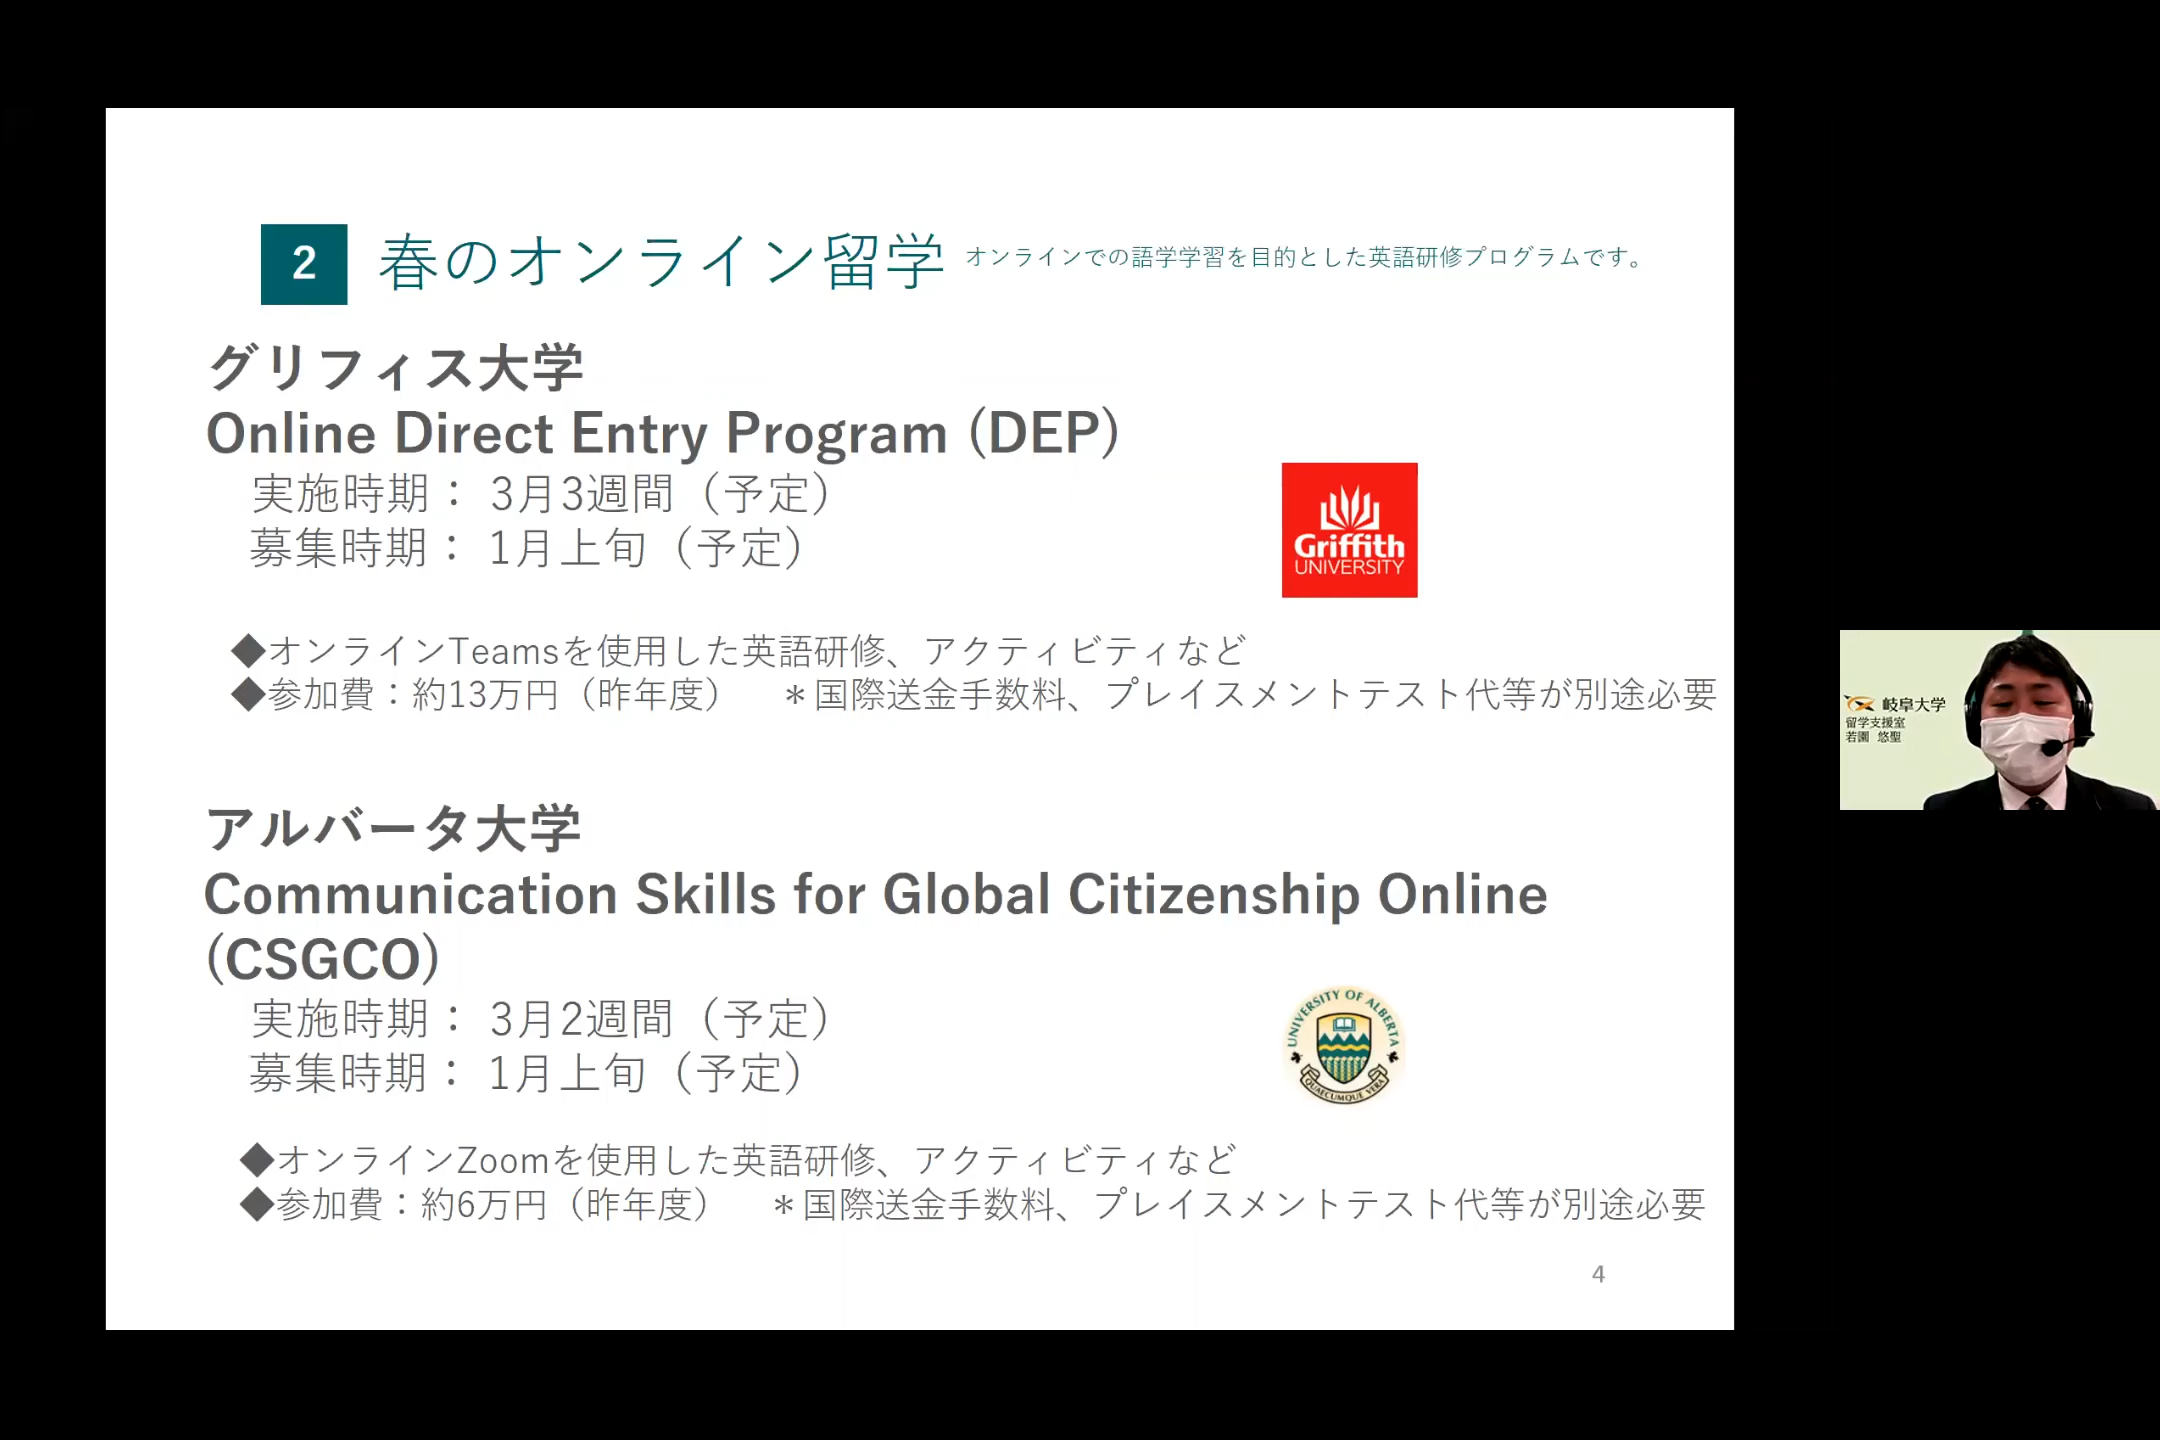 2 春のオンライン留学 オンラインでの語学学習を目的とした英語研修プログラムです。
グリフィス大学
Online Direct Entry Program (DEP)
実施時期： 3月3週間（予定）
募集時期： 1月上旬（予定）
Griffith
UNIVERSITY
◆オンラインTeamsを使用した英語研修、アクティビティなど
◆参加費：約13万円（昨年度） ＊国際送金手数料、プレイスメントテスト代等が別途必要
アルバータ大学
Communication Skills for Global Citizenship Online
(CSGCO)
実施時期： 3月2週間（予定）
募集時期： 1月上旬（予定）
UNIVERSITY OF ALBERTA
QUAECUMQUE VERA
◆オンラインZoomを使用した英語研修、アクティビティなど
◆参加費：約6万円（昨年度） ＊国際送金手数料、プレイスメントテスト代等が別途必要
4
岐阜大学
留学支援室
若園 悠聖